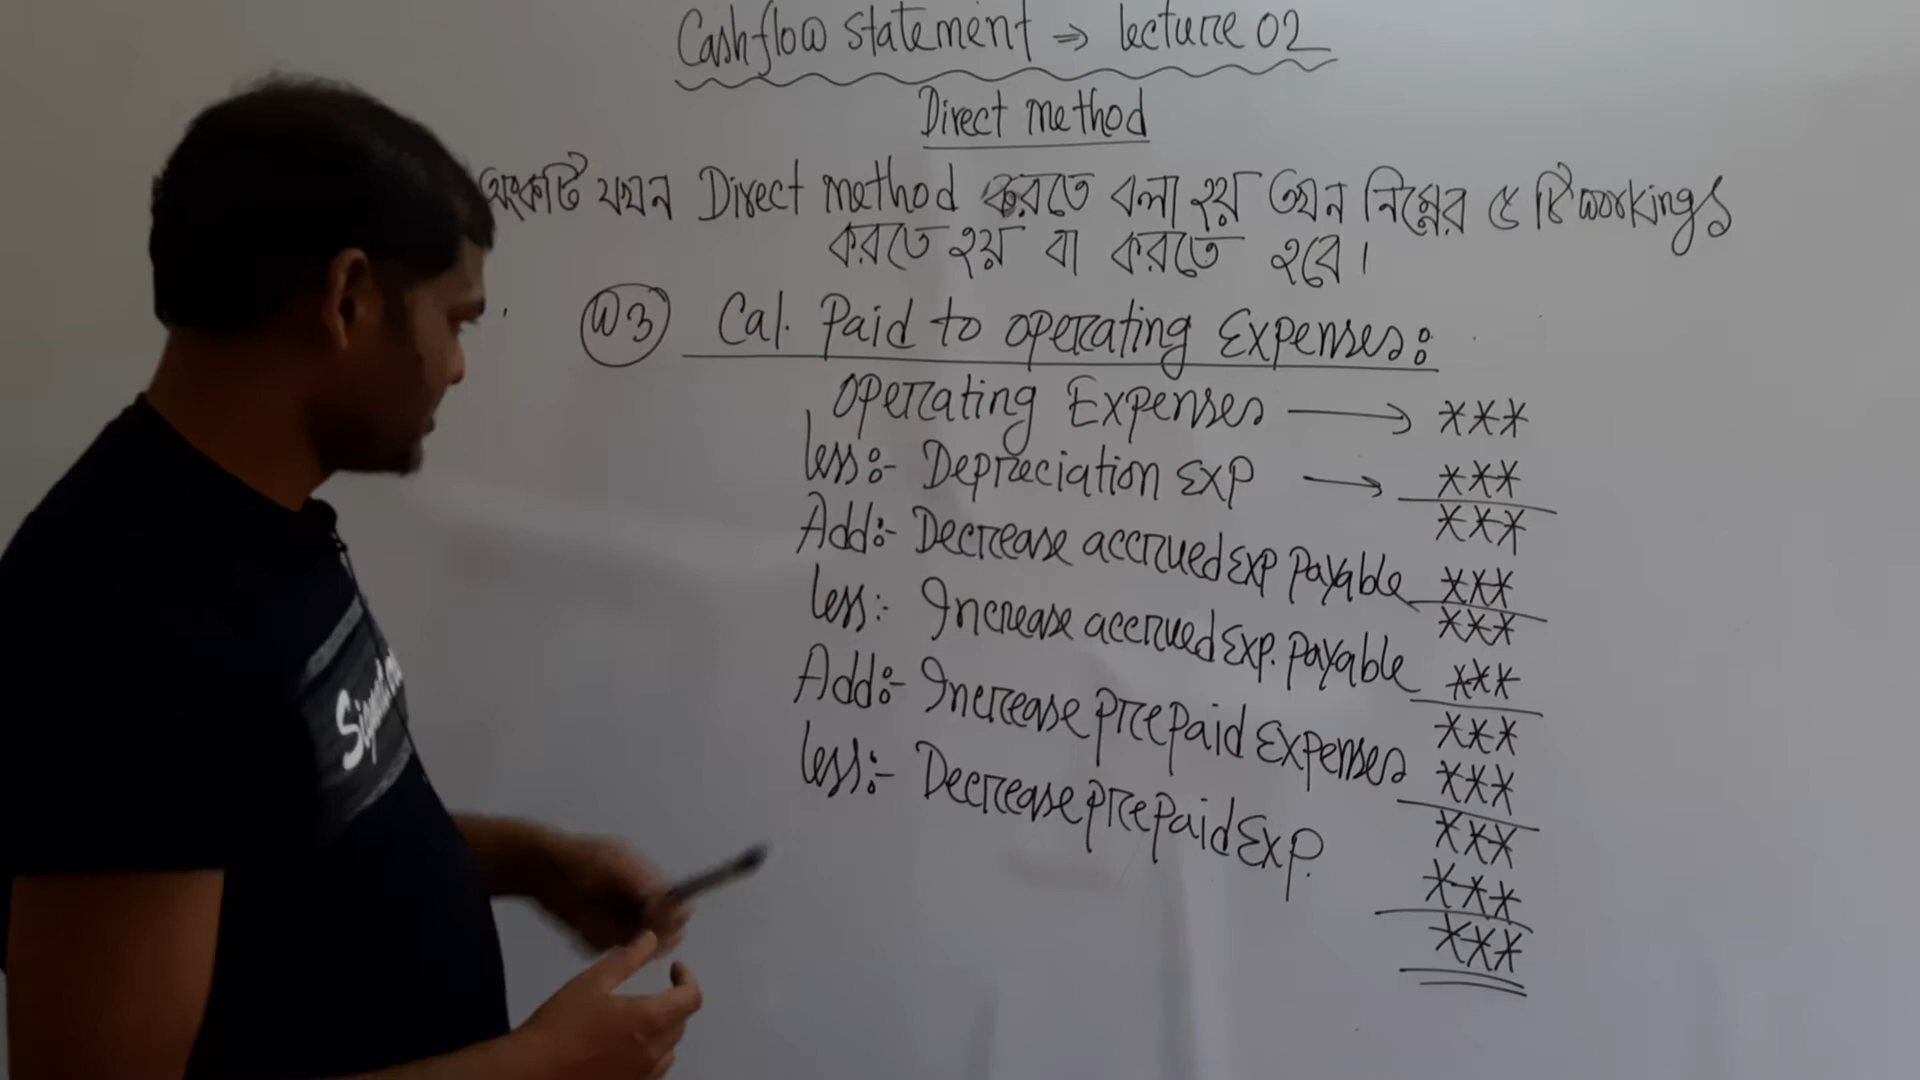 Cashflow statement ⇒ lecture 02
Direct method
অংকটি যখন Direct method করতে বলা হয় তখন নিম্নের ৫ টি workings
করতে হয় বা করতে হবে।
W3 Cal. Paid to operating Expenses:
Operating Expenses → ***
less:- Depreciation Exp → ***
***
Add:- Decrease accrued Exp Payable ***
***
less:- Increase accrued Exp. Payable ***
***
Add:- Increase prepaid Expenses ***
***
less:- Decrease prepaid Exp. ***
***